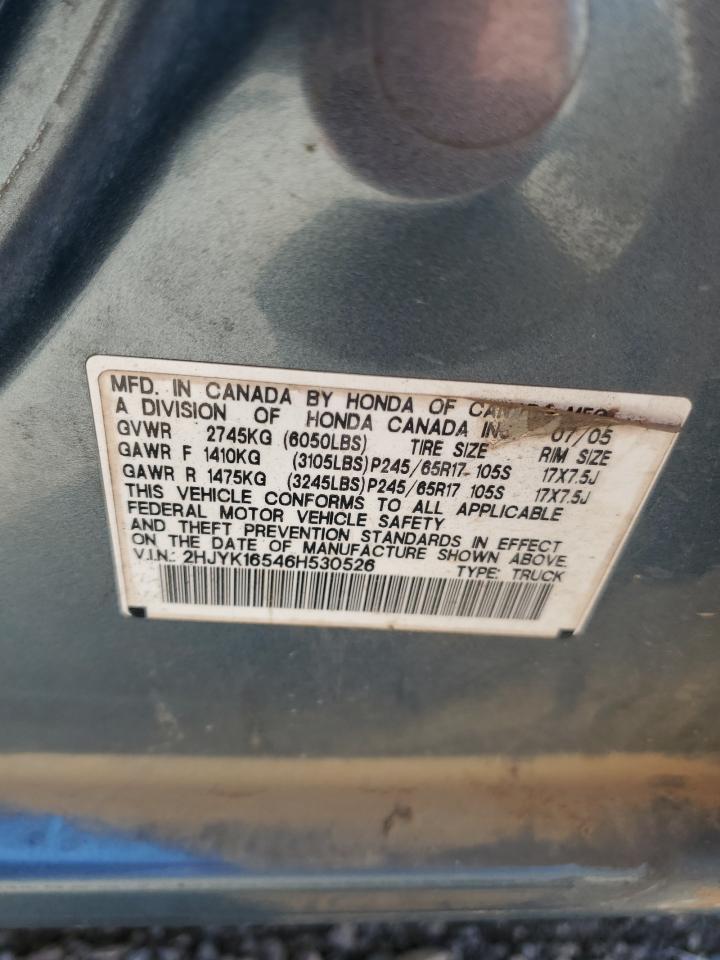 MFD. IN CANADA BY HONDA OF MFG.
A DIVISION OF HONDA CANADA INC. 07/05
GVWR 2745KG (6050LBS) TIRE SIZE RIM SIZE
GAWR F 1410KG (3105LBS) P245/65R17 105S 17X7.5J
GAWR R 1475KG (3245LBS) P245/65R17 105S 17X7.5J
THIS VEHICLE CONFORMS TO ALL APPLICABLE
FEDERAL MOTOR VEHICLE SAFETY
AND THEFT PREVENTION STANDARDS IN EFFECT
ON THE DATE OF MANUFACTURE SHOWN ABOVE.
V.I.N.: 2HJYK16546H530526 TYPE: TRUCK